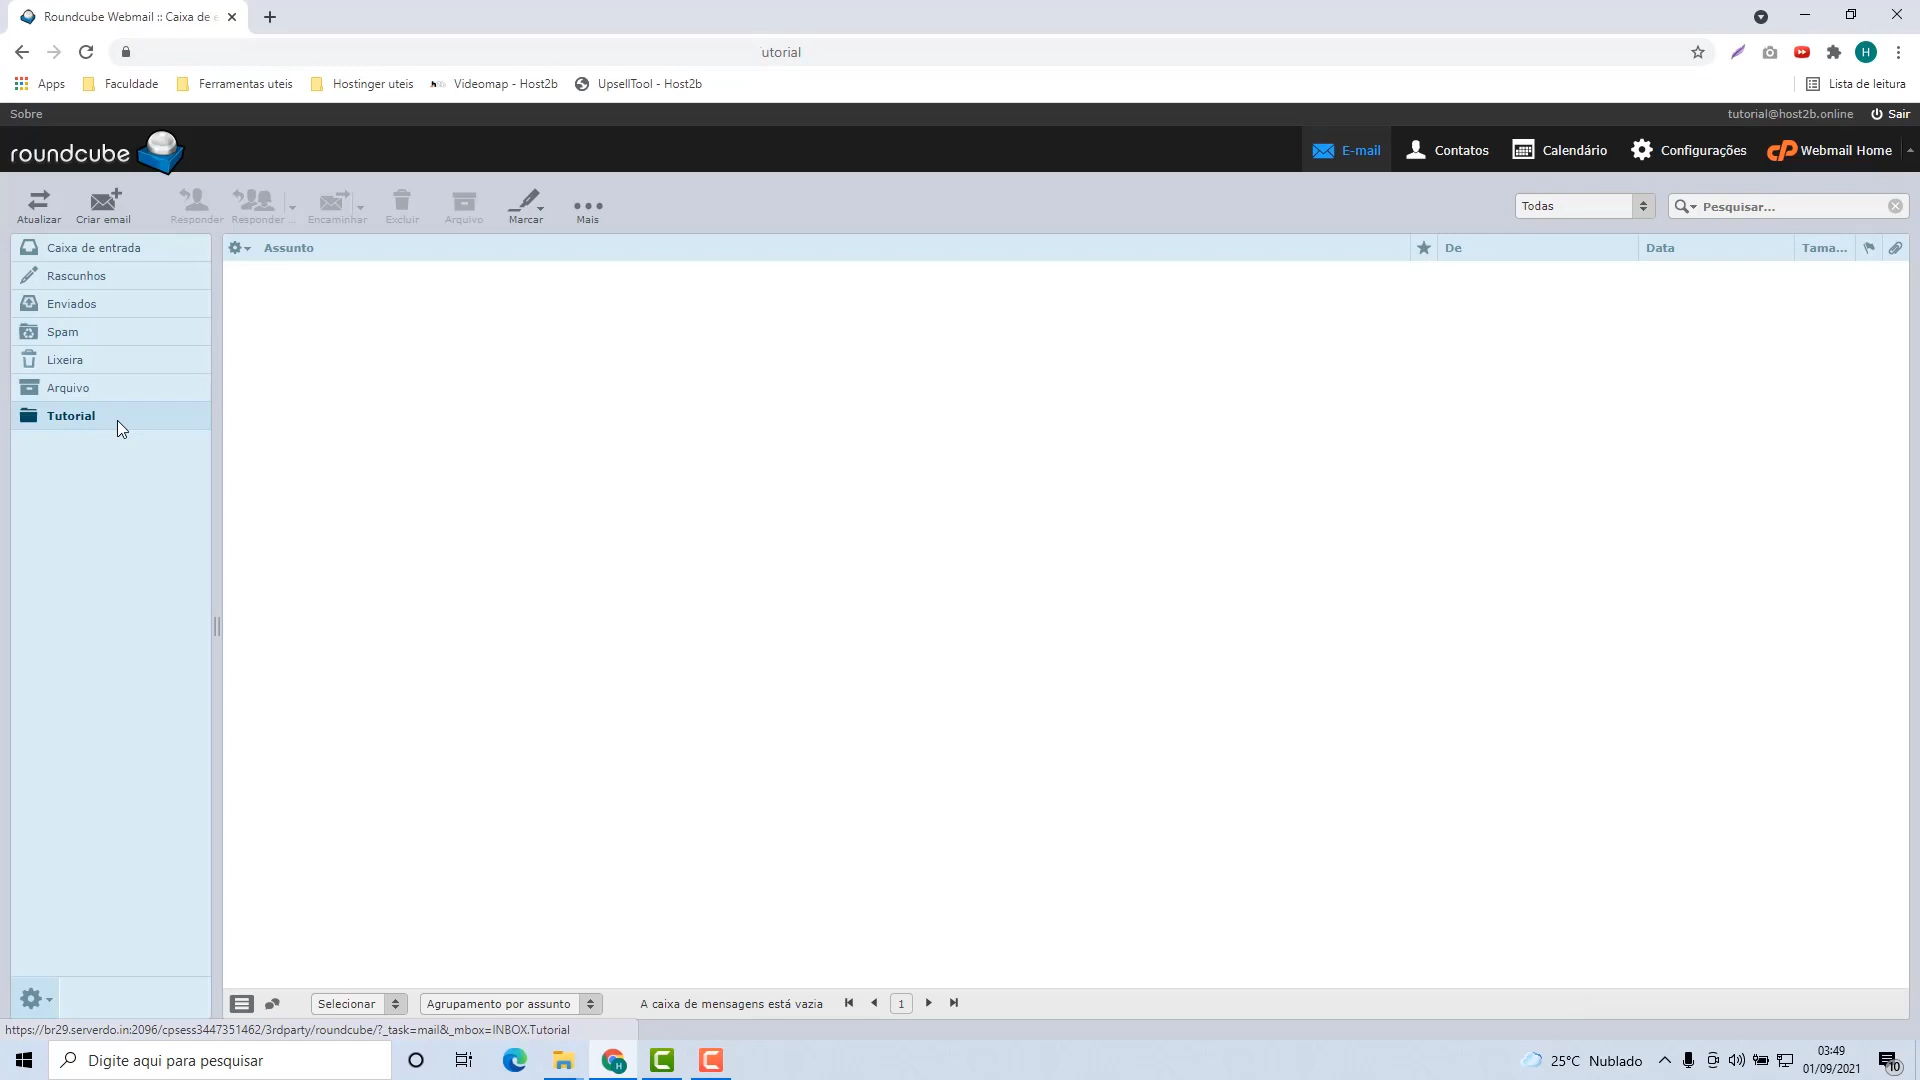 Roundcube Webmail :: Caixa de e
utorial
Apps Faculdade Ferramentas uteis Hostinger uteis Videomap - Host2b UpsellTool - Host2b Lista de leitura
Sobre tutorial@host2b.online Sair
roundcube E-mail Contatos Calendário Configurações cP Webmail Home
Atualizar Criar email Responder Responder ... Encaminhar Excluir Arquivo Marcar Mais Todas Pesquisar...
Caixa de entrada Assunto De Data Tama...
Rascunhos
Enviados
Spam
Lixeira
Arquivo
Tutorial
Selecionar Agrupamento por assunto A caixa de mensagens está vazia 1
https://br29.serverdo.in:2096/cpsess3447351462/3rdparty/roundcube/?_task=mail&_mbox=INBOX.Tutorial
Digite aqui para pesquisar 25°C Nublado 03:49
01/09/2021 10
H